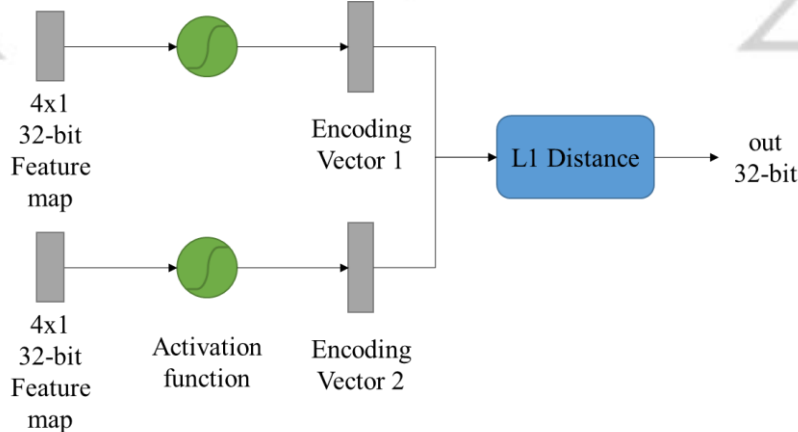 4x1
32-bit
Feature
map
Encoding
Vector 1
L1 Distance
out
32-bit
4x1
32-bit
Feature
map
Activation
function
Encoding
Vector 2